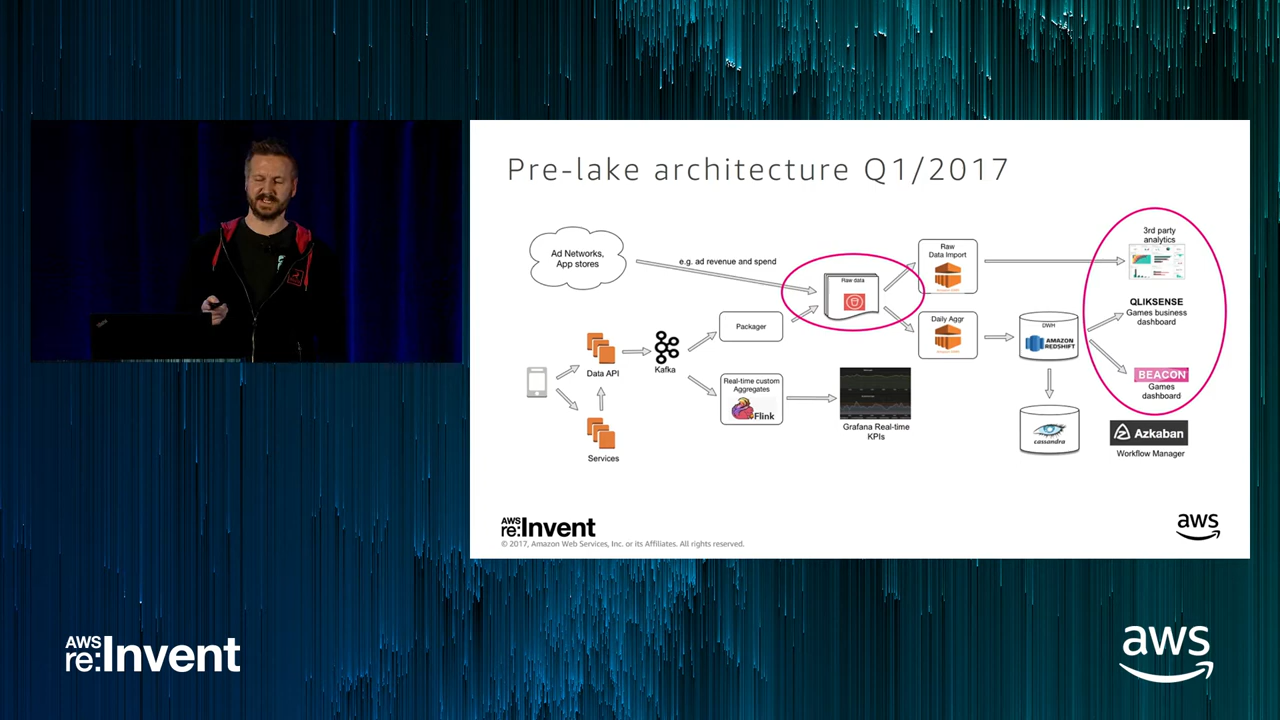 Pre-lake architecture Q1/2017
Ad Networks,
App stores
e.g. ad revenue and spend
Raw data
Raw
Data Import
3rd party
analytics
QLIKSENSE
Games business
dashboard
Packager
Daily Aggr
DWH
AMAZON
REDSHIFT
Data API
Kafka
BEACON
Games
dashboard
Real-time custom
Aggregates
Flink
Grafana Real-time
KPIs
cassandra
Azkaban
Workflow Manager
Services
AWS
re:Invent
© 2017, Amazon Web Services, Inc. or its Affiliates. All rights reserved.
aws
AWS
re:Invent
aws